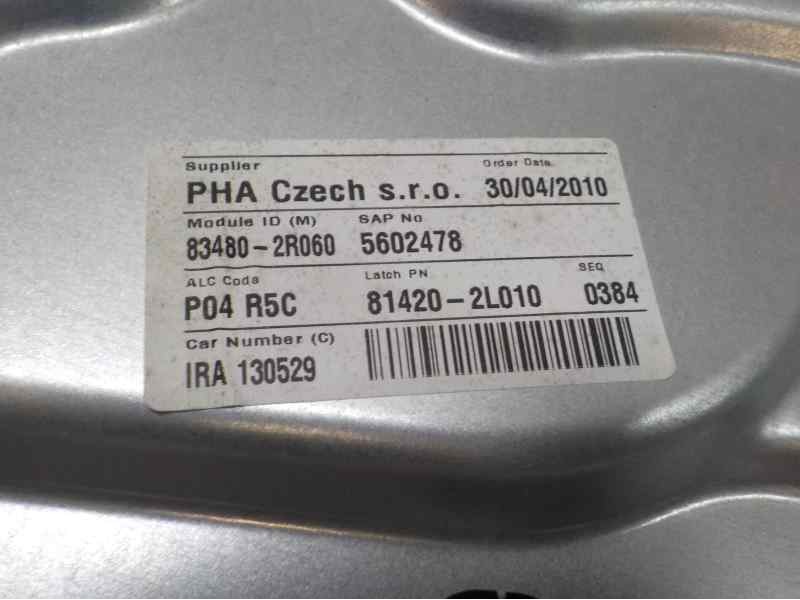 Supplier Order Date
PHA Czech s.r.o. 30/04/2010
Module ID (M) SAP No
83480-2R060 5602478
ALC Code Latch PN SEQ
P04 R5C 81420-2L010 0384
Car Number (C)
IRA 130529